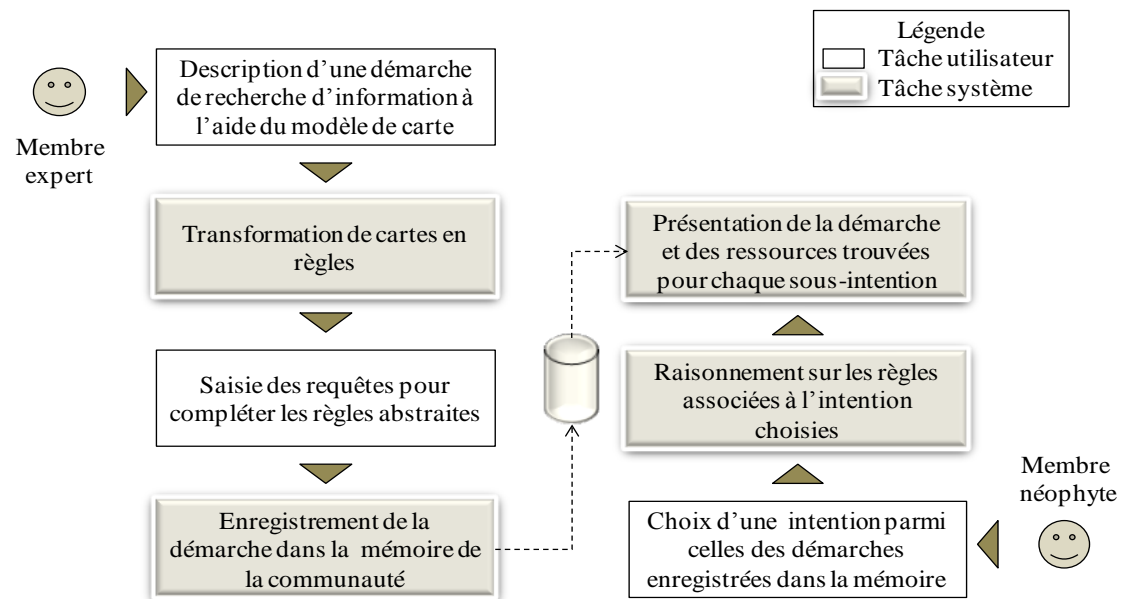 Légende
Tâche utilisateur
Tâche système
Membre
expert
Description d’une démarche
de recherche d’information à
l’aide du modèle de carte
Transformation de cartes en
règles
Saisie des requêtes pour
compléter les règles abstraites
Enregistrement de la
démarche dans la mémoire de
la communauté
Présentation de la démarche
et des ressources trouvées
pour chaque sous-intention
Raisonnement sur les règles
associées à l’intention
choisies
Choix d’une intention parmi
celles des démarches
enregistrées dans la mémoire
Membre
néophyte